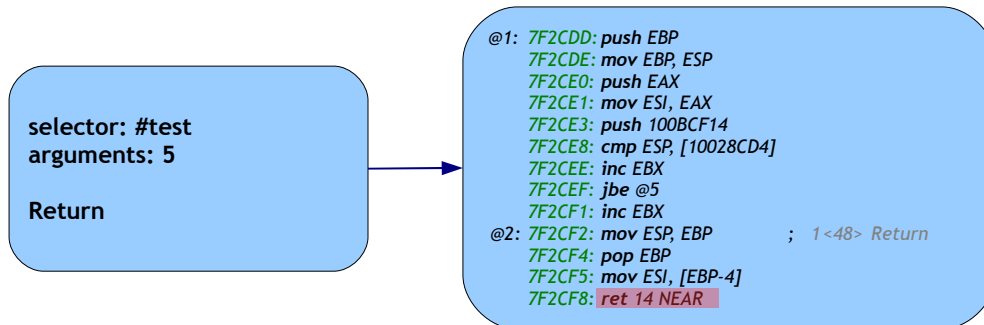 selector: #test
arguments: 5
Return
@1: 7F2CDD: push EBP
7F2CDE: mov EBP, ESP
7F2CE0: push EAX
7F2CE1: mov ESI, EAX
7F2CE3: push 100BCF14
7F2CE8: cmp ESP, [10028CD4]
7F2CEE: inc EBX
7F2CEF: jbe @5
7F2CF1: inc EBX
@2: 7F2CF2: mov ESP, EBP ; 1<48> Return
7F2CF4: pop EBP
7F2CF5: mov ESI, [EBP-4]
7F2CF8: ret 14 NEAR